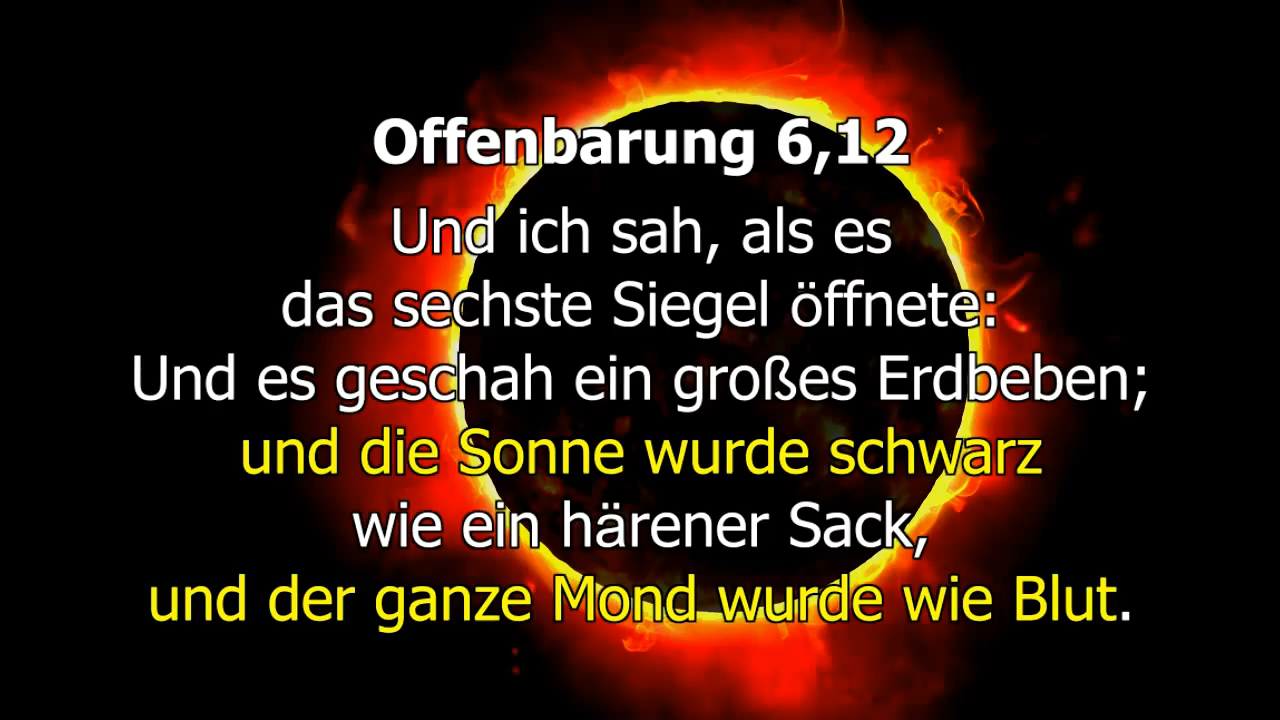 Offenbarung 6,12
Und ich sah, als es
das sechste Siegel öffnete:
Und es geschah ein großes Erdbeben;
und die Sonne wurde schwarz
wie ein härener Sack,
und der ganze Mond wurde wie Blut.